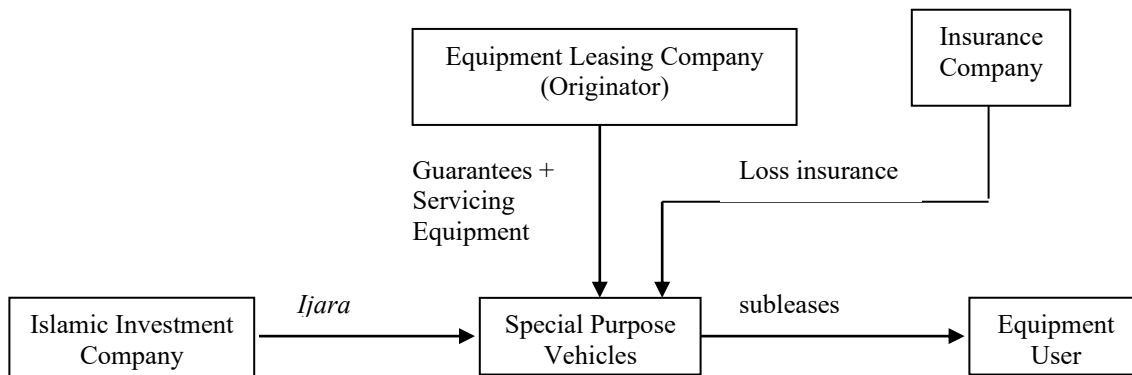 Equipment Leasing Company
(Originator)
Insurance
Company
Guarantees +
Servicing
Equipment
Loss insurance
Islamic Investment
Company
Ijara
Special Purpose
Vehicles
subleases
Equipment
User